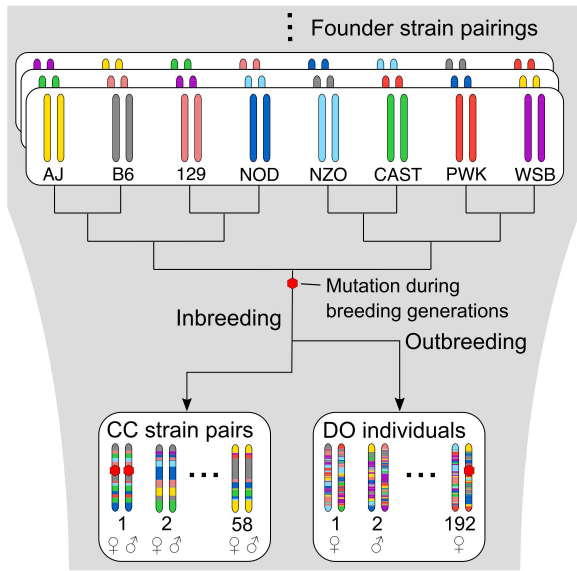 Founder strain pairings
AJ B6 129 NOD NZO CAST PWK WSB
Mutation during
breeding generations
Inbreeding
Outbreeding
CC strain pairs
1 2 58
♀ ♂ ♀ ♂ ♀ ♂
DO individuals
1 2 192
♀ ♂ ♀